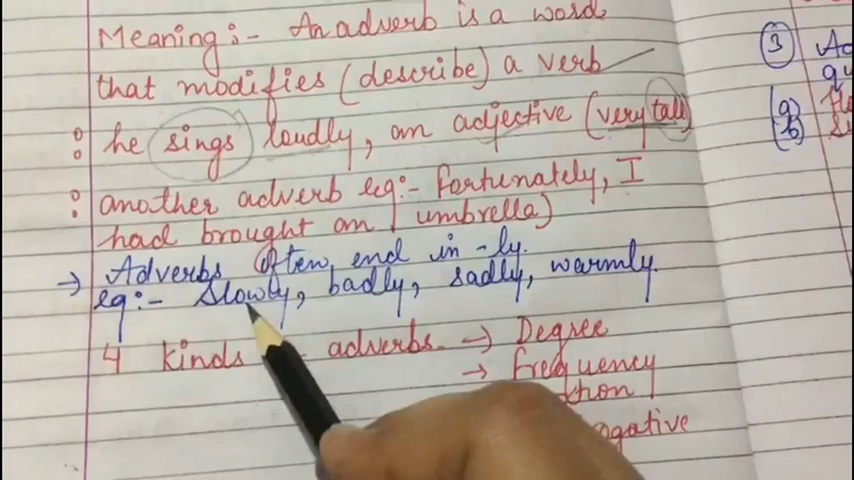 Meaning:- An adverb is a word
that modifies (describe) a verb
: he sings loudly, an adjective (very tall)
: another adverb eg:- fortunately, I
had brought an umbrella)
→ Adverbs often end in -ly.
eg:- Slowly, badly, sadly, warmly.
4 kinds adverbs → Degree
→ Frequency
3
(a)
(b)